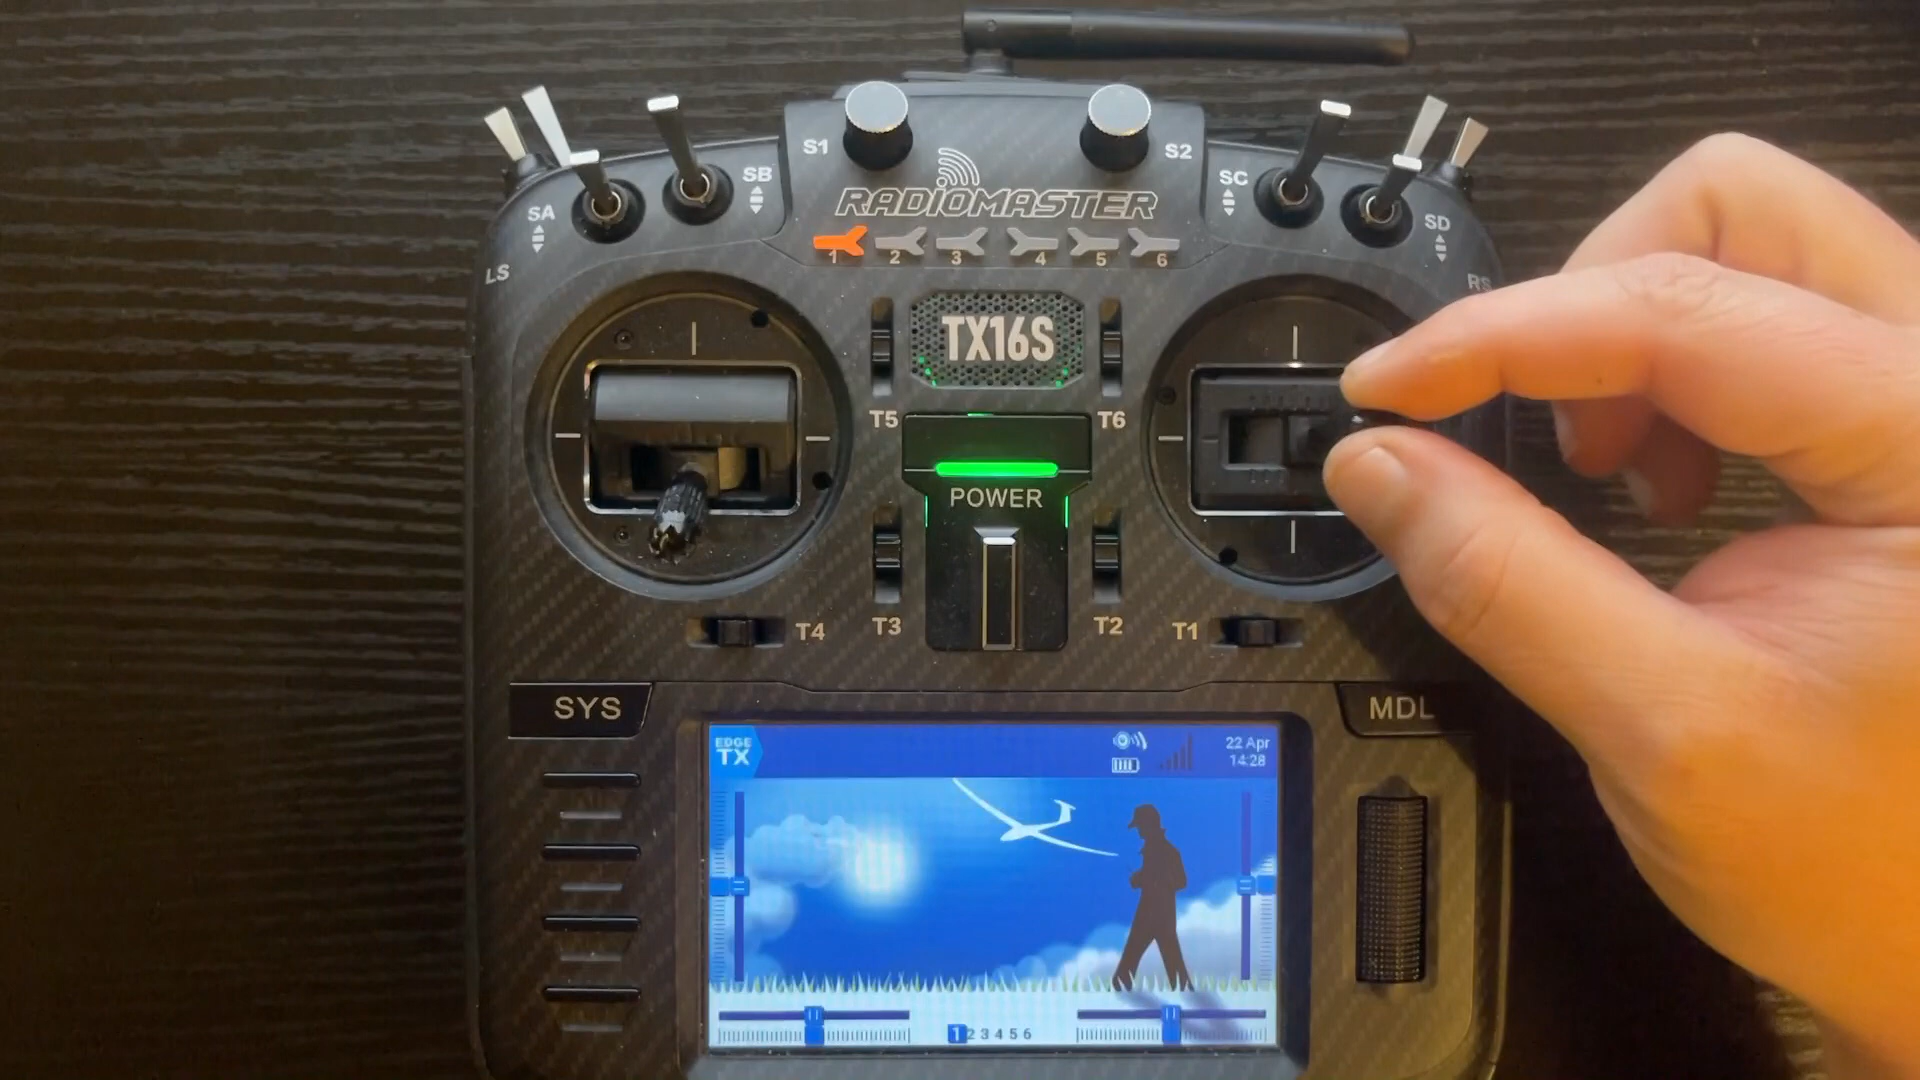 S1
S2
SB
SC
SA
SD
RADIOMASTER
LS
1 2 3 4 5 6
RS
TX16S
T5
T6
POWER
T4
T3
T2
T1
SYS
MDL
EDGE
TX
22 Apr
14:28
1 2 3 4 5 6